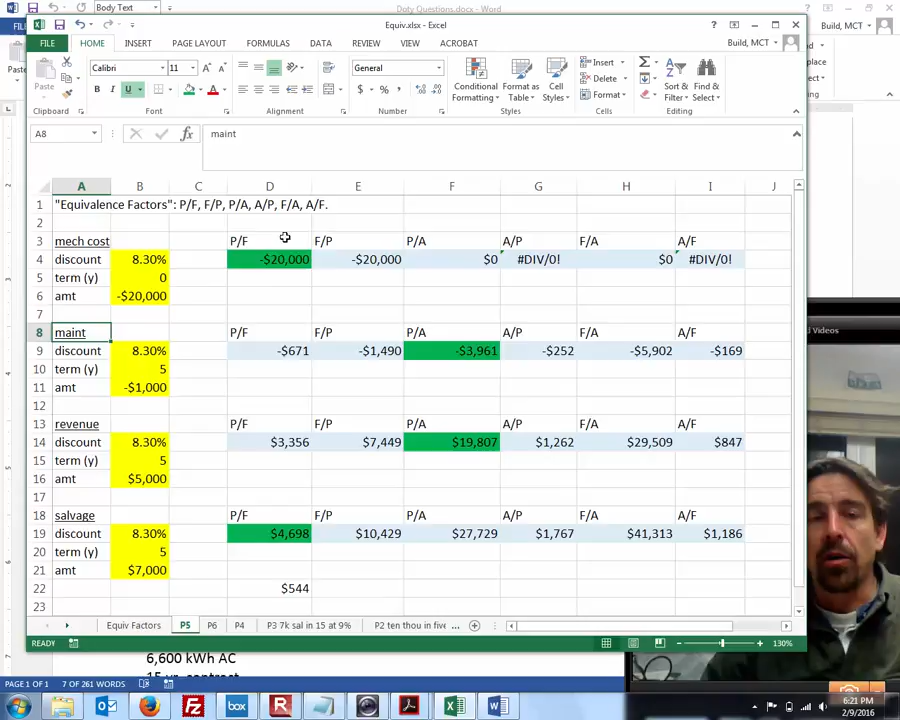 Doty Questions.docx - Word
Body Text
Equiv.xlsx - Excel
FILE HOME INSERT PAGE LAYOUT FORMULAS DATA REVIEW VIEW ACROBAT Build, MCT
Build, MCT
Paste Calibri 11 General Conditional Formatting Format as Table Cell Styles Insert Delete Format Sort & Filter Find & Select
Clipboard Font Alignment Number Styles Cells Editing
A8 maint
A B C D E F G H I J
1 "Equivalence Factors": P/F, F/P, P/A, A/P, F/A, A/F.
2
3 mech cost P/F F/P P/A A/P F/A A/F
4 discount 8.30% -$20,000 -$20,000 $0 #DIV/0! $0 #DIV/0!
5 term (y) 0
6 amt -$20,000
7
8 maint P/F F/P P/A A/P F/A A/F
9 discount 8.30% -$671 -$1,490 -$3,961 -$252 -$5,902 -$169
10 term (y) 5
11 amt -$1,000
12
13 revenue P/F F/P P/A A/P F/A A/F
14 discount 8.30% $3,356 $7,449 $19,807 $1,262 $29,509 $847
15 term (y) 5
16 amt $5,000
17
18 salvage P/F F/P P/A A/P F/A A/F
19 discount 8.30% $4,698 $10,429 $27,729 $1,767 $41,313 $1,186
20 term (y) 5
21 amt $7,000
22 $544
23
Equiv Factors P5 P6 P4 P3 7k sal in 15 at 9% P2 ten thou in five ...
READY 130%
6,600 kWh AC
15 yr. contract
PAGE 1 OF 1 7 OF 261 WORDS
6:21 PM
2/9/2016